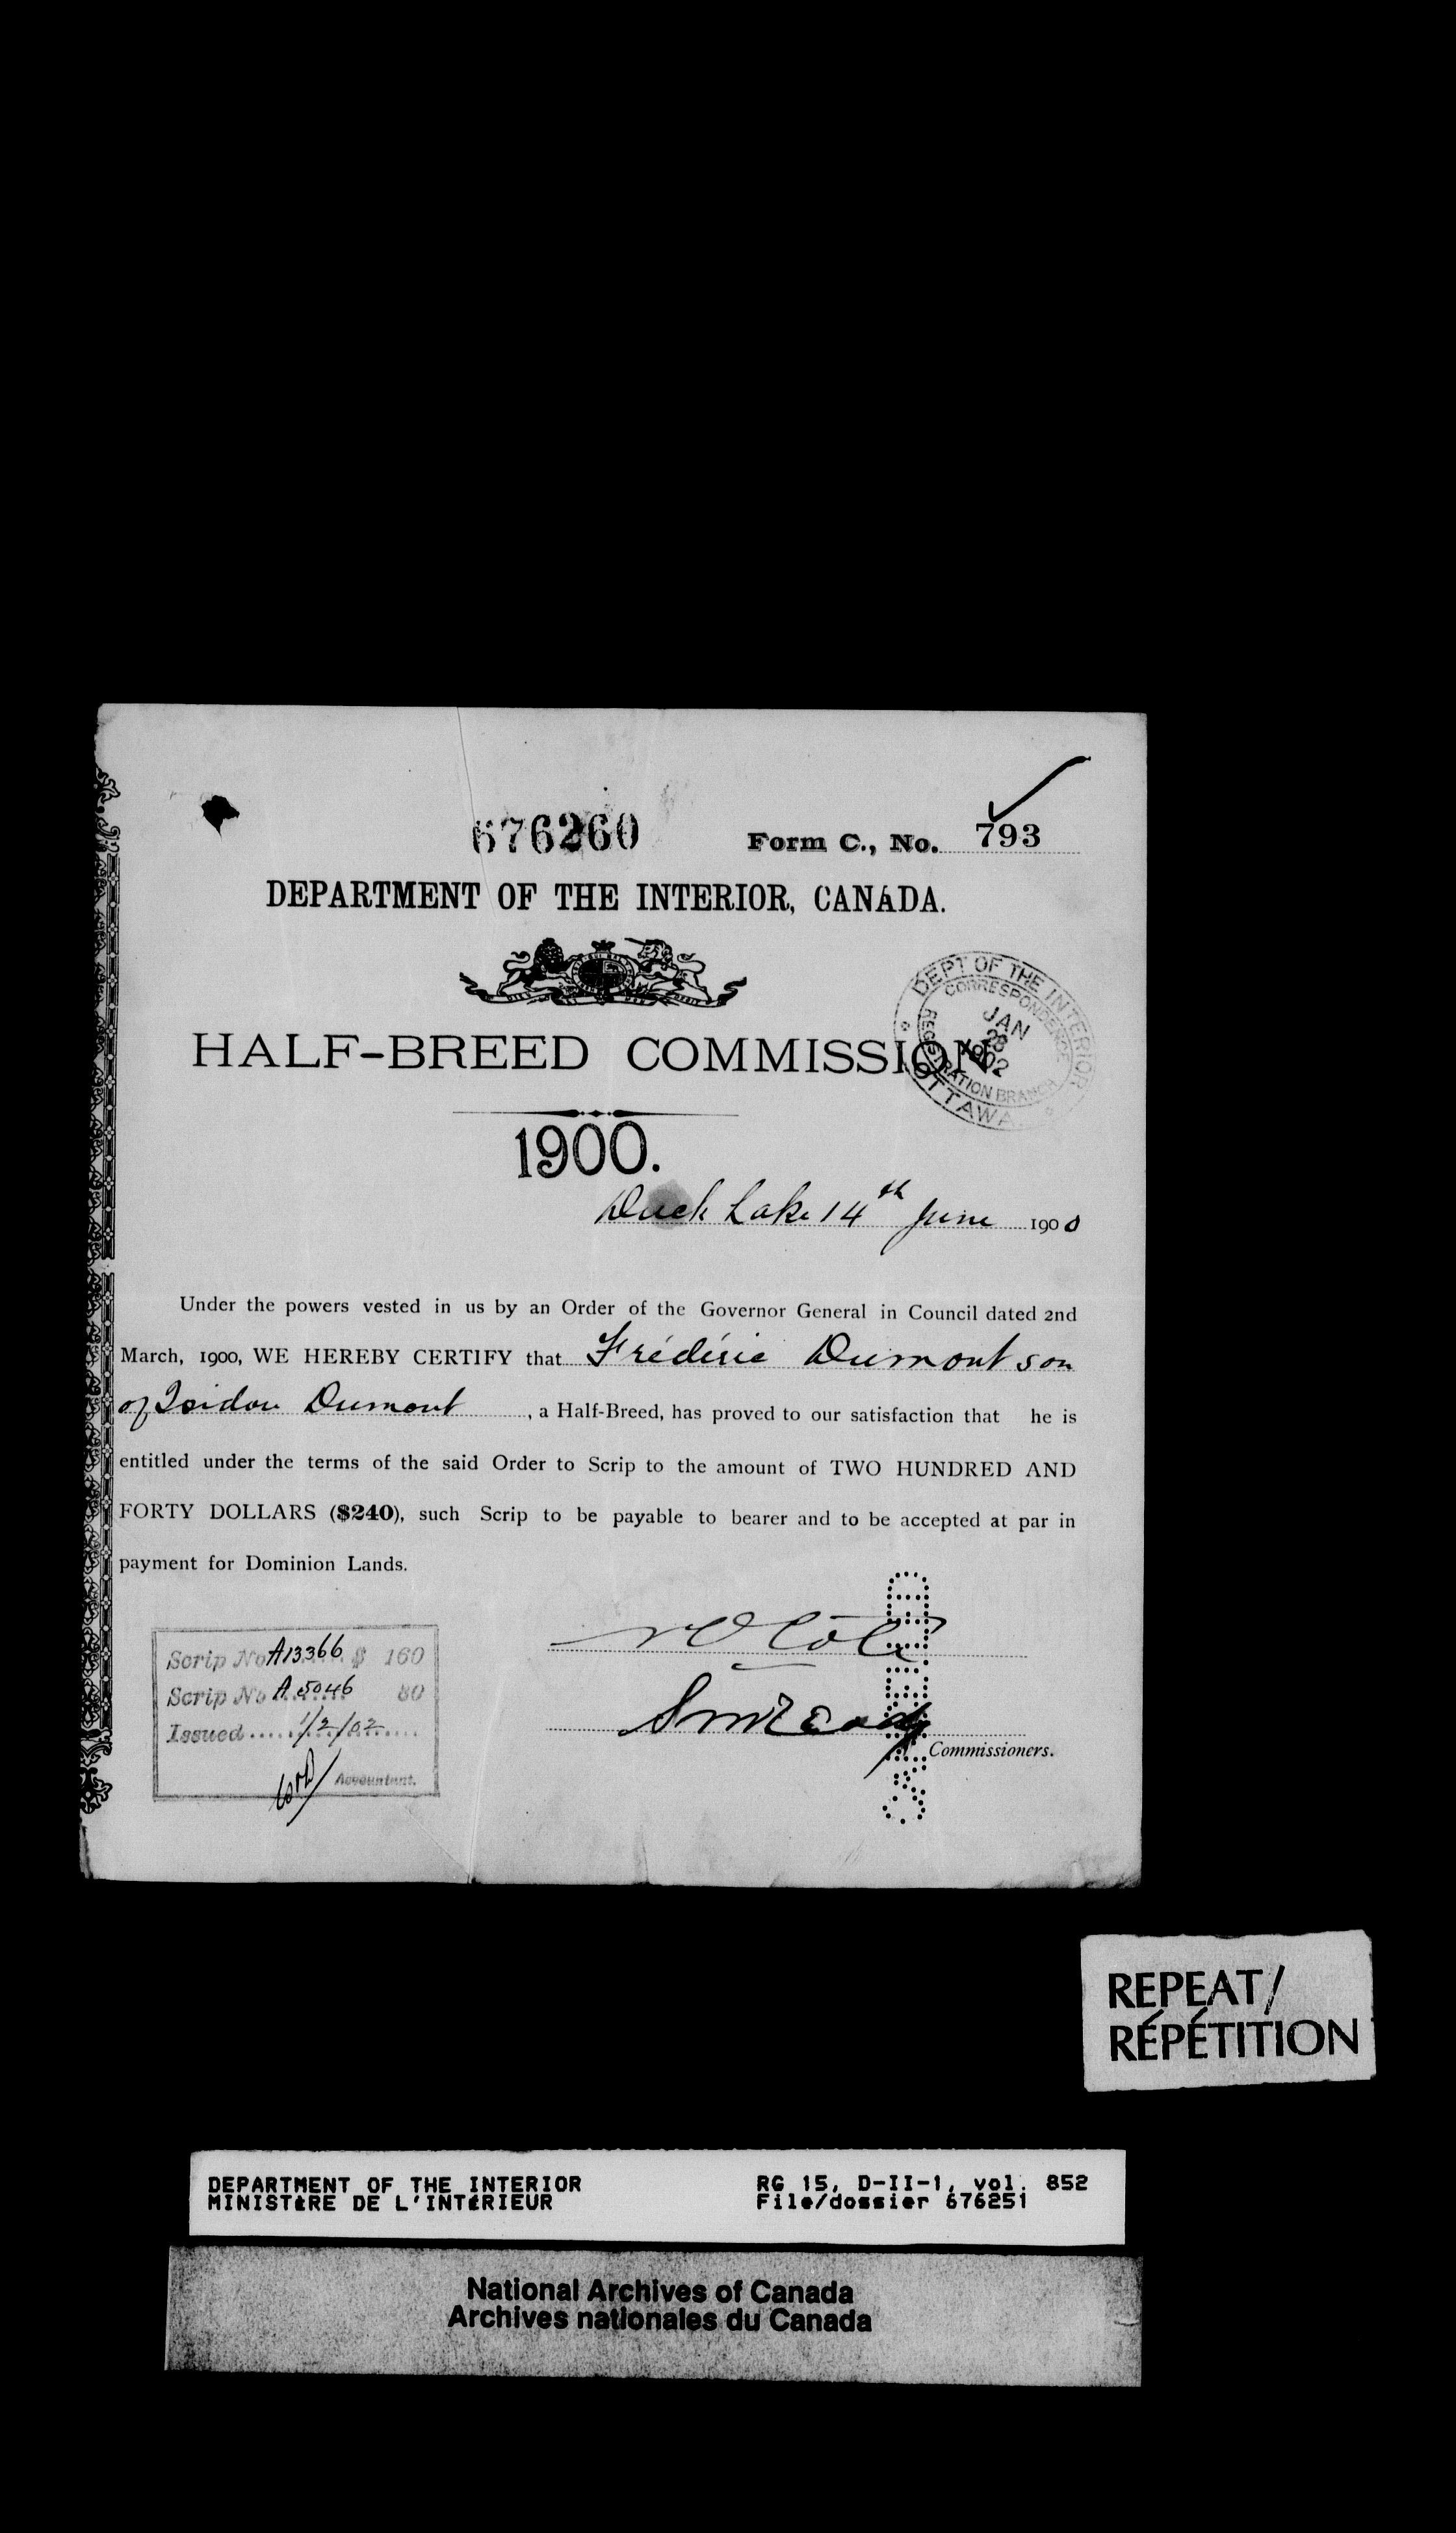 676260
Form C., No. 793
DEPARTMENT OF THE INTERIOR, CANADA.
HALF-BREED COMMISSION.
DEPT OF THE INTERIOR
CORRESPONDENCE
JAN
28
1902
REGISTRATION BRANCH
OTTAWA
1900.
Duck Lake 14th June 1900
Under the powers vested in us by an Order of the Governor General in Council dated 2nd
March, 1900, WE HEREBY CERTIFY that Frédéric Dumont son
of Isidore Dumont, a Half-Breed, has proved to our satisfaction that he is
entitled under the terms of the said Order to Scrip to the amount of TWO HUNDRED AND
FORTY DOLLARS ($240), such Scrip to be payable to bearer and to be accepted at par in
payment for Dominion Lands.
Scrip No. A13366 $ 160
Scrip No A 5046 80
Issued 1/2/02
Accountant.
Commissioners.
REPEAT/
RÉPÉTITION
DEPARTMENT OF THE INTERIOR RG 15, D-II-1, vol. 852
MINISTÈRE DE L'INTÉRIEUR File/dossier 676251
National Archives of Canada
Archives nationales du Canada